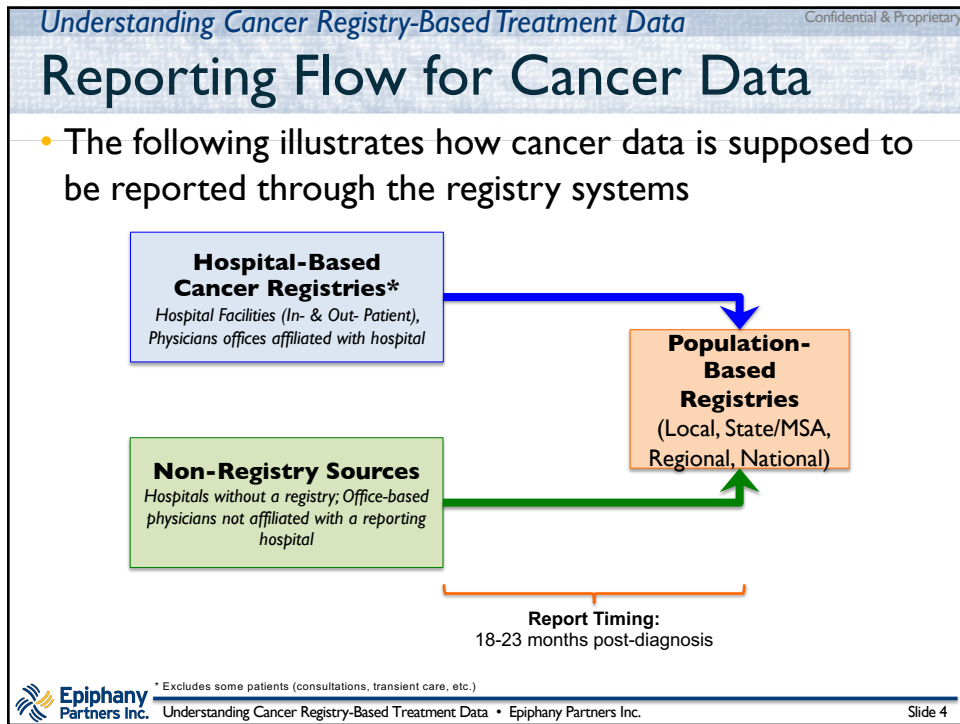 Understanding Cancer Registry-Based Treatment Data
Confidential & Proprietary
Reporting Flow for Cancer Data
• The following illustrates how cancer data is supposed to
be reported through the registry systems
Hospital-Based
Cancer Registries*
Hospital Facilities (In- & Out- Patient),
Physicians offices affiliated with hospital
Population-
Based
Registries
(Local, State/MSA,
Regional, National)
Non-Registry Sources
Hospitals without a registry; Office-based
physicians not affiliated with a reporting
hospital
Report Timing:
18-23 months post-diagnosis
* Excludes some patients (consultations, transient care, etc.)
Epiphany
Partners Inc.
Understanding Cancer Registry-Based Treatment Data • Epiphany Partners Inc.
Slide 4